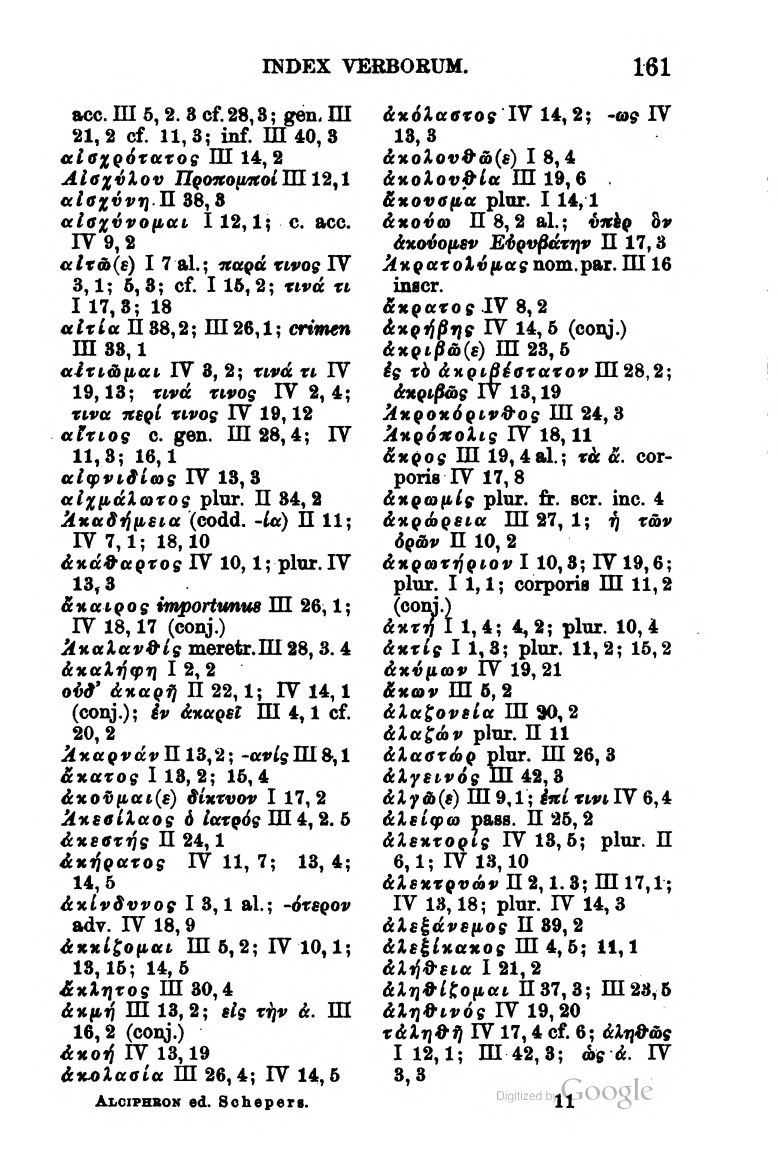 INDEX VERBORUM. 161
acc. III 5, 2. 3 cf. 28, 3; gen. III
21, 2 cf. 11, 3; inf. III 40, 3
αἰσχρότατος III 14, 2
Αἰσχύλου Προπομποί III 12, 1
αἰσχύνη II 38, 3
αἰσχύνομαι I 12, 1; c. acc.
IV 9, 2
αἰτῶ(ε) I 7 al.; παρά τινος IV
3, 1; 5, 3; cf. I 15, 2; τινά τι
I 17, 3; 18
αἰτία II 38, 2; III 26, 1; crimen
III 33, 1
αἰτιῶμαι IV 3, 2; τινά τι IV
19, 13; τινά τινος IV 2, 4;
τινα περί τινος IV 19, 12
αἴτιος c. gen. III 28, 4; IV
11, 3; 16, 1
αἰφνιδίως IV 13, 3
αἰχμάλωτος plur. II 34, 2
Ἀκαδήμεια (codd. -ία) II 11;
IV 7, 1; 18, 10
ἀκάθαρτος IV 10, 1; plur. IV
13, 3
ἄκαιρος importunus III 26, 1;
IV 18, 17 (conj.)
Ἀκαλανθίς meretr. III 28, 3. 4
ἀκαλήφη I 2, 2
οὐδ’ ἀκαρῆ II 22, 1; IV 14, 1
(conj.); ἐν ἀκαρεῖ III 4, 1 cf.
20, 2
Ἀκαρνάν II 13, 2; -ανίς III 8, 1
ἄκατος I 13, 2; 15, 4
ἀκοῦμαι(ε) δίκτυον I 17, 2
Ἀκεσίλαος ὁ ἰατρός III 4, 2. 5
ἀκεστής II 24, 1
ἀκήρατος IV 11, 7; 13, 4;
14, 5
ἀκίνδυνος I 3, 1 al.; -ότερον
adv. IV 18, 9
ἀκκίζομαι III 5, 2; IV 10, 1;
13, 15; 14, 5
ἄκλητος III 30, 4
ἀκμή III 13, 2; εἰς τὴν ἀ. III
16, 2 (conj.)
ἀκοή IV 13, 19
ἀκολασία III 26, 4; IV 14, 5
ἀκόλαστος IV 14, 2; -ως IV
13, 3
ἀκολουθῶ(ε) I 8, 4
ἀκολουθία III 19, 6
ἄκουσμα plur. I 14, 1
ἀκούω II 8, 2 al.; ὑπὲρ ὃν
ἀκούομεν Εὐρυβάτην II 17, 3
Ἀκρατολύμας nom. par. III 16
inscr.
ἄκρατος IV 8, 2
ἀκρήβης IV 14, 5 (conj.)
ἀκριβῶ(ε) III 23, 5
ἐς τὸ ἀκριβέστατον III 28, 2;
ἀκριβῶς IV 13, 19
Ἀκροκόρινθος III 24, 3
Ἀκρόπολις IV 18, 11
ἄκρος III 19, 4 al.; τὰ ἄ. cor-
poris IV 17, 8
ἀκρωμίς plur. fr. scr. inc. 4
ἀκρώρεια III 27, 1; ἡ τῶν
ὀρῶν II 10, 2
ἀκρωτήριον I 10, 3; IV 19, 6;
plur. I 1, 1; corporis III 11, 2
(conj.)
ἀκτή I 1, 4; 4, 2; plur. 10, 4
ἀκτίς I 1, 3; plur. 11, 2; 15, 2
ἀκύμων IV 19, 21
ἄκων III 5, 2
ἀλαζονεία III 30, 2
ἀλαζών plur. II 11
ἀλαστώρ plur. III 26, 3
ἀλγεινός III 42, 3
ἀλγῶ(ε) III 9, 1; ἐπί τινι IV 6, 4
ἀλείφω pass. II 25, 2
ἀλεκτορίς IV 13, 5; plur. II
6, 1; IV 13, 10
ἀλεκτρυών II 2, 1. 3; III 17, 1;
IV 13, 18; plur. IV 14, 3
ἀλεξάνεμος II 39, 2
ἀλεξίκακος III 4, 5; 11, 1
ἀλήθεια I 21, 2
ἀληθίζομαι II 37, 3; III 23, 5
ἀληθινός IV 19, 20
τἀληθῆ IV 17, 4 cf. 6; ἀληθῶς
I 12, 1; III 42, 3; ὡς ἀ. IV
3, 3
ALCIPHRON ed. Schepers. 11
Digitized by Google